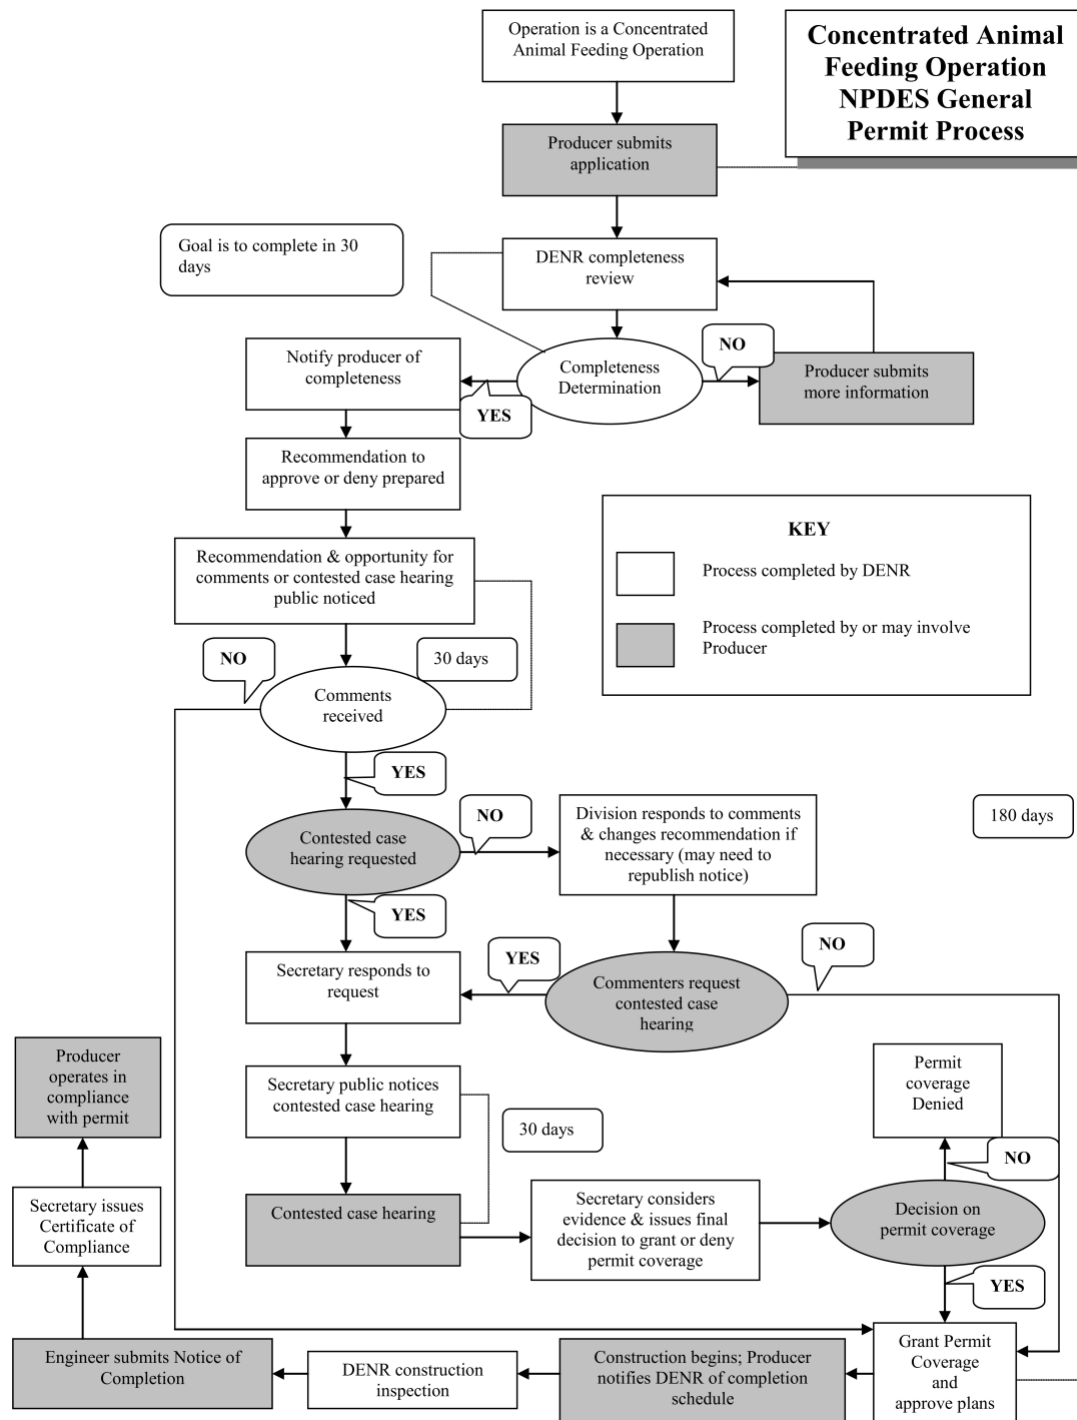 Operation is a Concentrated
Animal Feeding Operation
Concentrated Animal
Feeding Operation
NPDES General
Permit Process
Producer submits
application
Goal is to complete in 30
days
DENR completeness
review
NO
Notify producer of
completeness
Completeness
Determination
Producer submits
more information
YES
Recommendation to
approve or deny prepared
KEY
Process completed by DENR
Process completed by or may involve
Producer
Recommendation & opportunity for
comments or contested case hearing
public noticed
NO
30 days
Comments
received
YES
Contested case
hearing requested
NO
Division responds to comments
& changes recommendation if
necessary (may need to
republish notice)
180 days
YES
Secretary responds to
request
YES
Commenters request
contested case
hearing
NO
Producer
operates in
compliance
with permit
Secretary public notices
contested case hearing
30 days
Permit
coverage
Denied
NO
Secretary issues
Certificate of
Compliance
Contested case hearing
Secretary considers
evidence & issues final
decision to grant or deny
permit coverage
Decision on
permit coverage
YES
Engineer submits Notice of
Completion
DENR construction
inspection
Construction begins; Producer
notifies DENR of completion
schedule
Grant Permit
Coverage
and
approve plans